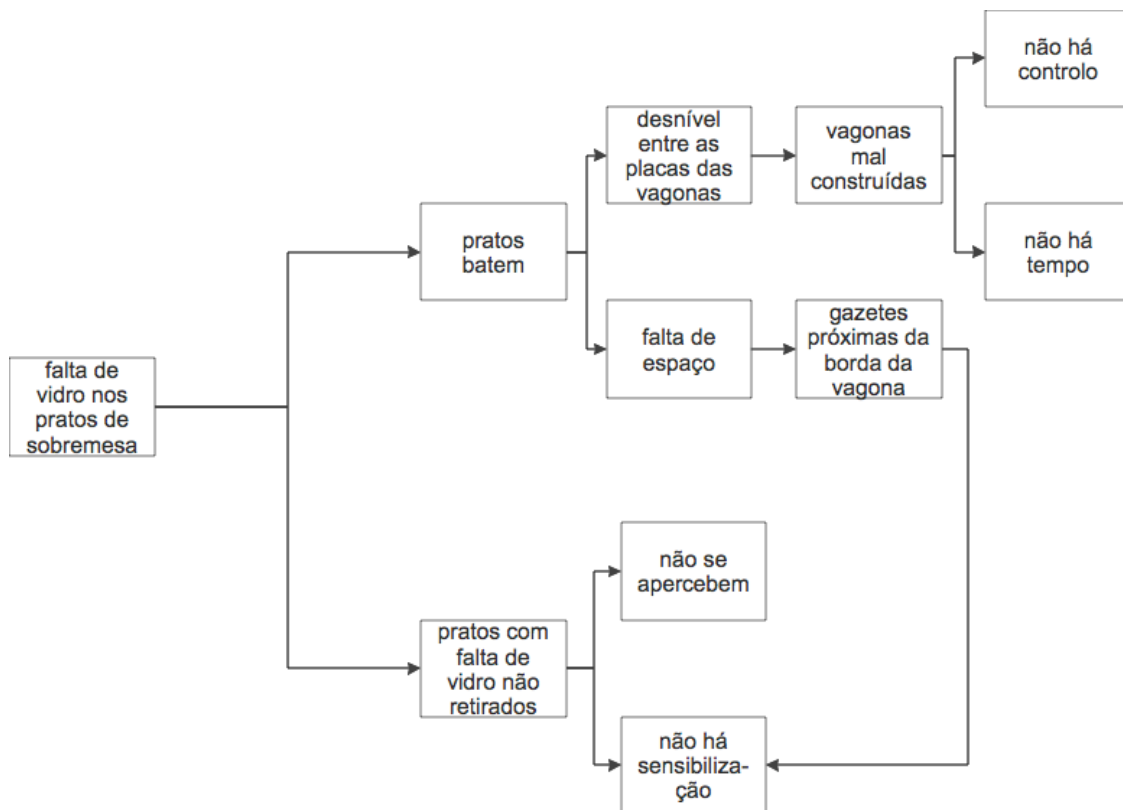 falta de
vidro nos
pratos de
sobremesa
pratos
batem
desnível
entre as
placas das
vagonas
vagonas
mal
construídas
não há
controlo
não há
tempo
falta de
espaço
gazetes
próximas da
borda da
vagona
pratos com
falta de
vidro não
retirados
não se
apercebem
não há
sensibiliza-
ção